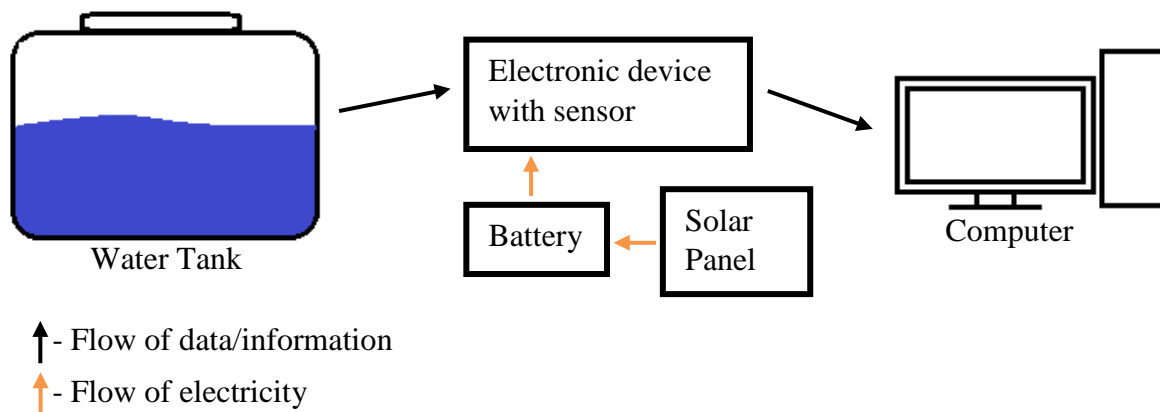 Electronic device
with sensor
Battery
Solar
Panel
Water Tank
Computer
- Flow of data/information
- Flow of electricity